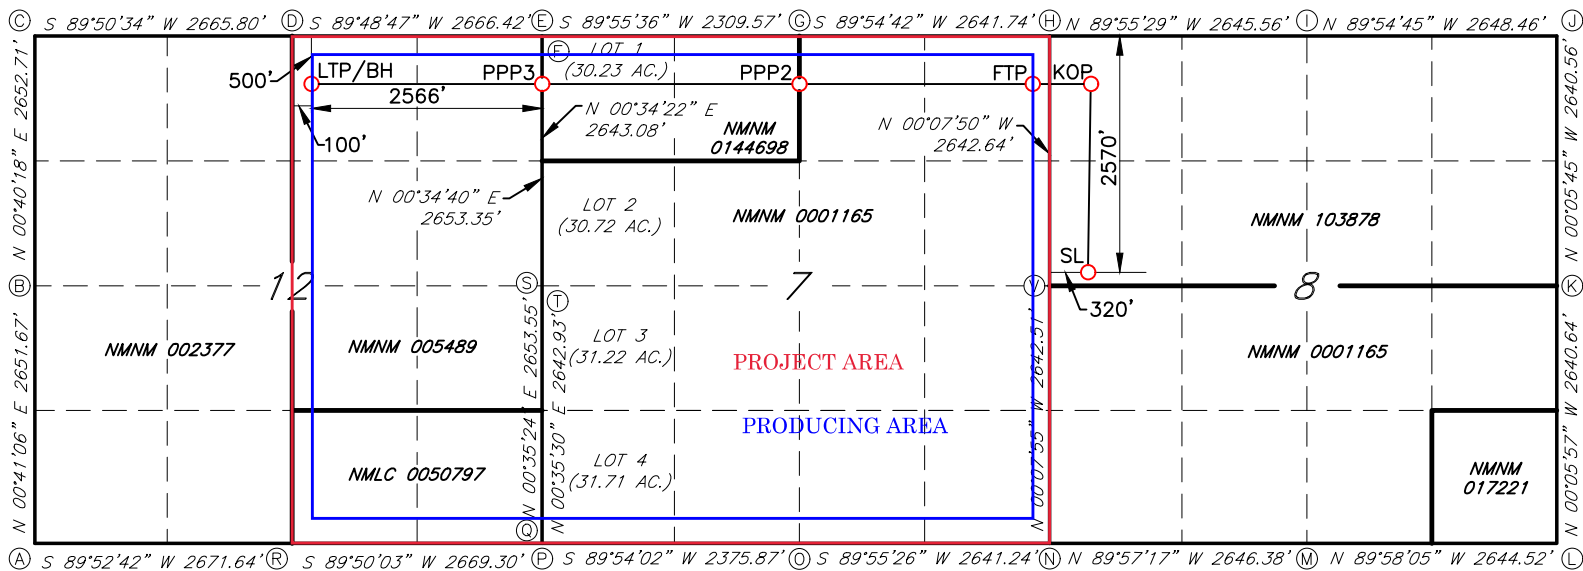 C S 89°50'34" W 2665.80' D S 89°48'47" W 2666.42' E S 89°55'36" W 2309.57' G S 89°54'42" W 2641.74' H N 89°55'29" W 2645.56' I N 89°54'45" W 2648.46' J
N 00°40'18" E 2652.71'
500'
LTP/BH
PPP3
F
LOT 1
(30.23 AC.)
PPP2
FTP
KOP
2566'
100'
N 00°34'22" E
2643.08'
NMNM
0144698
N 00°07'50" W
2642.64'
2570'
N 00°05'45" W 2640.56'
N 00°34'40" E
2653.35'
LOT 2
(30.72 AC.)
NMNM 0001165
NMNM 103878
SL
B
12
S
T
7
V
320'
8
K
N 00°41'06" E 2651.67'
NMNM 002377
NMNM 005489
N 00°35'24" E 2653.55'
N 00°35'30" E 2642.93'
LOT 3
(31.22 AC.)
PROJECT AREA
N 00°07'55" W 2642.51'
NMNM 0001165
N 00°05'57" W 2640.64'
PRODUCING AREA
NMLC 0050797
LOT 4
(31.71 AC.)
NMNM
017221
Q
A S 89°52'42" W 2671.64' R S 89°50'03" W 2669.30' P S 89°54'02" W 2375.87' O S 89°55'26" W 2641.24' N N 89°57'17" W 2646.38' M N 89°58'05" W 2644.52' L